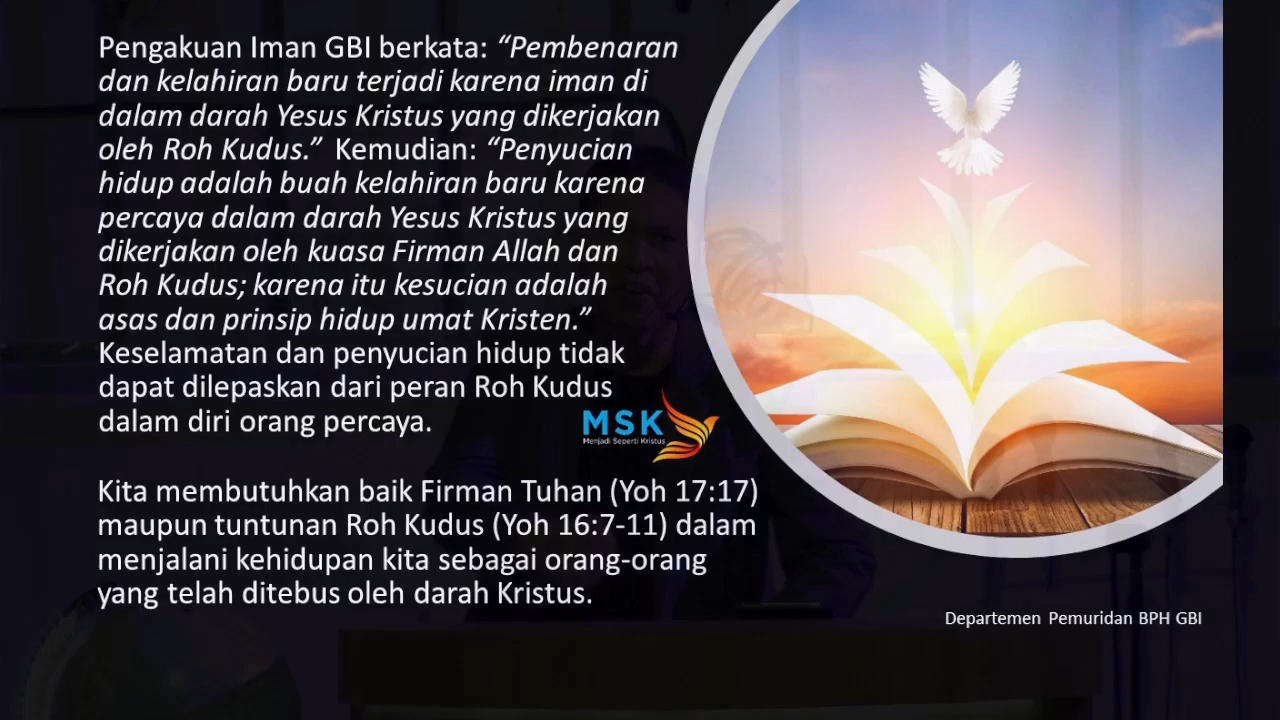 Pengakuan Iman GBI berkata: “Pembenaran
dan kelahiran baru terjadi karena iman di
dalam darah Yesus Kristus yang dikerjakan
oleh Roh Kudus.” Kemudian: “Penyucian
hidup adalah buah kelahiran baru karena
percaya dalam darah Yesus Kristus yang
dikerjakan oleh kuasa Firman Allah dan
Roh Kudus; karena itu kesucian adalah
asas dan prinsip hidup umat Kristen.”
Keselamatan dan penyucian hidup tidak
dapat dilepaskan dari peran Roh Kudus
dalam diri orang percaya.
MSK
Menjadi Seperti Kristus
Kita membutuhkan baik Firman Tuhan (Yoh 17:17)
maupun tuntunan Roh Kudus (Yoh 16:7-11) dalam
menjalani kehidupan kita sebagai orang-orang
yang telah ditebus oleh darah Kristus.
Departemen Pemuridan BPH GBI